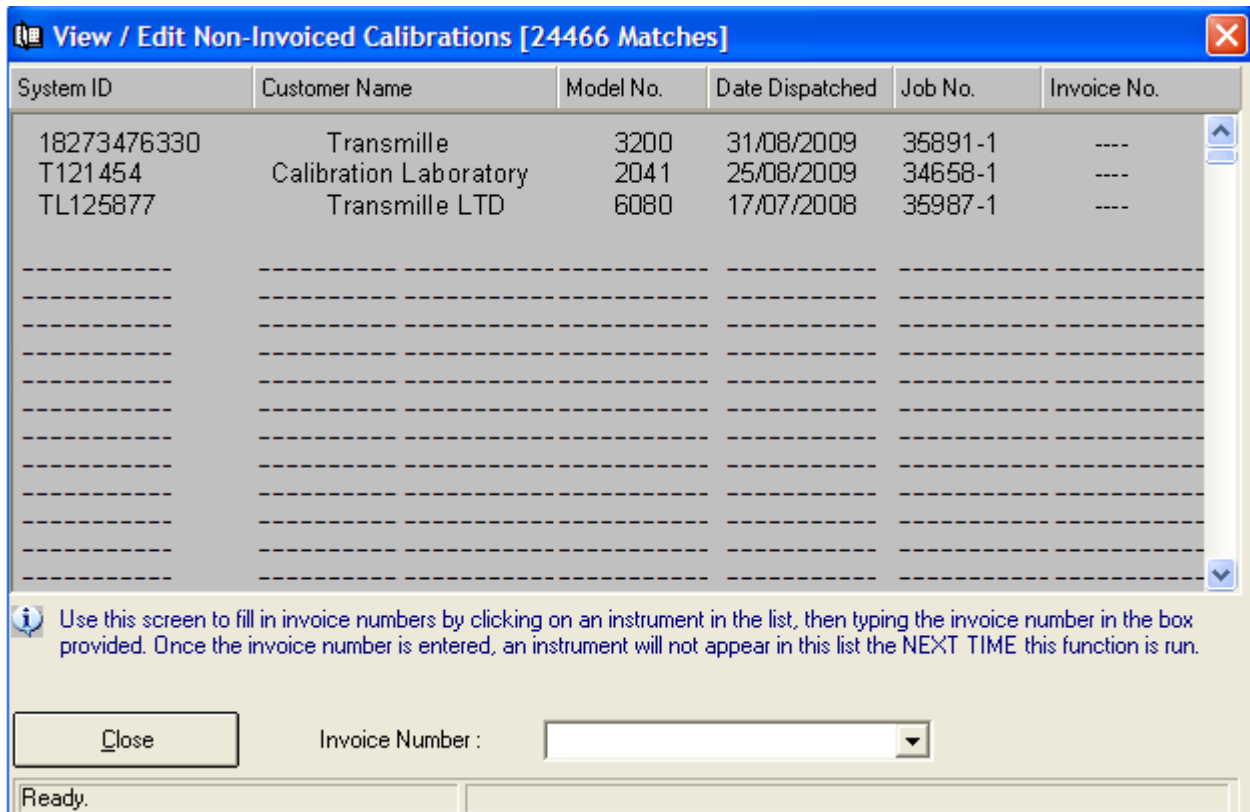 View / Edit Non-Invoiced Calibrations [24466 Matches]
System ID Customer Name Model No. Date Dispatched Job No. Invoice No.
18273476330 Transmille 3200 31/08/2009 35891-1 ----
T121454 Calibration Laboratory 2041 25/08/2009 34658-1 ----
TL125877 Transmille LTD 6080 17/07/2008 35987-1 ----
----------- ---------- ---------------------- ----------- ----------- -----------
----------- ---------- ---------------------- ----------- ----------- -----------
----------- ---------- ---------------------- ----------- ----------- -----------
----------- ---------- ---------------------- ----------- ----------- -----------
----------- ---------- ---------------------- ----------- ----------- -----------
----------- ---------- ---------------------- ----------- ----------- -----------
----------- ---------- ---------------------- ----------- ----------- -----------
----------- ---------- ---------------------- ----------- ----------- -----------
----------- ---------- ---------------------- ----------- ----------- -----------
----------- ---------- ---------------------- ----------- ----------- -----------
----------- ---------- ---------------------- ----------- ----------- -----------
----------- ---------- ---------------------- ----------- ----------- -----------
Use this screen to fill in invoice numbers by clicking on an instrument in the list, then typing the invoice number in the box
provided. Once the invoice number is entered, an instrument will not appear in this list the NEXT TIME this function is run.
Close Invoice Number :
Ready.